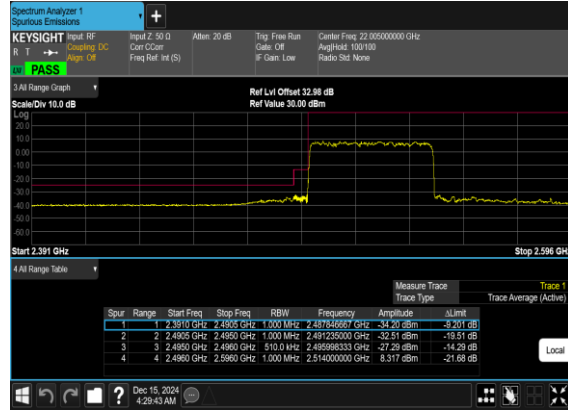 Spectrum Analyzer 1
Spurious Emissions
KEYSIGHT Input: RF Input Z: 50 Ω Atten: 20 dB Trig: Free Run Center Freq: 22.005000000 GHz
R T Coupling: DC Corr CCorr Gate: Off Avg|Hold: 100/100
Align: Off Freq Ref: Int (S) IF Gain: Low Radio Std: None
LW PASS
3 All Range Graph
Ref Lvl Offset 32.98 dB
Scale/Div 10.0 dB Ref Value 30.00 dBm
Log
20.0
10.0
0.00
-10.0
-20.0
-30.0
-40.0
-50.0
-60.0
Start 2.391 GHz Stop 2.596 GHz
4 All Range Table
Measure Trace Trace 1
Trace Type Trace Average (Active)
Spur Range Start Freq Stop Freq RBW Frequency Amplitude ΔLimit
1 1 2.3910 GHz 2.4905 GHz 1.000 MHz 2.487846667 GHz -34.20 dBm -9.201 dB
2 2 2.4905 GHz 2.4950 GHz 1.000 MHz 2.491235000 GHz -32.51 dBm -19.51 dB
3 3 2.4950 GHz 2.4960 GHz 510.0 kHz 2.495998333 GHz -27.29 dBm -14.29 dB
4 4 2.4960 GHz 2.5960 GHz 1.000 MHz 2.514000000 GHz 8.317 dBm -21.68 dB
Local
? Dec 15, 2024
4:29:43 AM